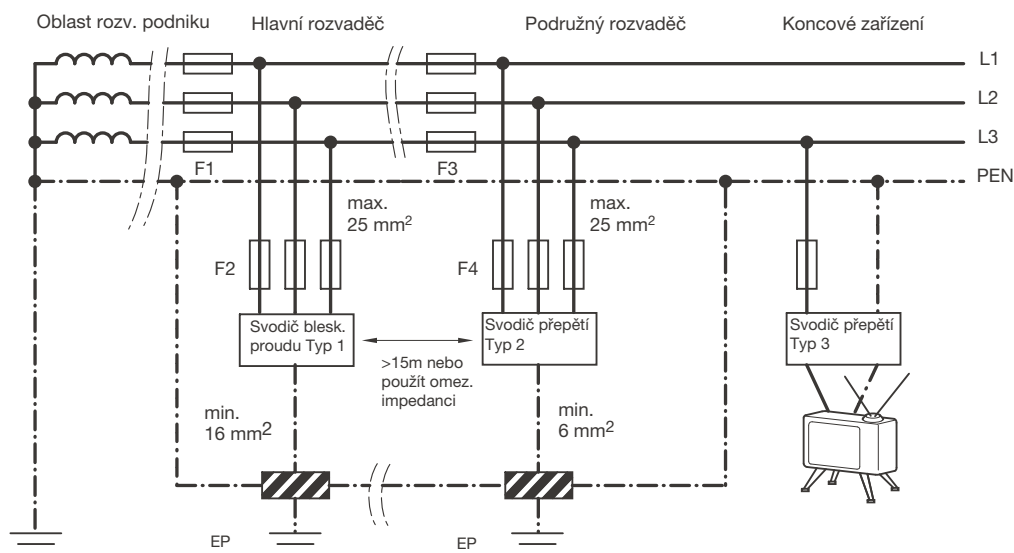 Oblast rozv. podniku
Hlavní rozvaděč
Podružný rozvaděč
Koncové zařízení
L1
L2
L3
F1
F3
PEN
max.
25 mm²
max.
25 mm²
F2
F4
Svodič blesk.
proudu Typ 1
Svodič přepětí
Typ 2
Svodič přepětí
Typ 3
>15m nebo
použít omez.
impedanci
min.
16 mm²
min.
6 mm²
EP
EP